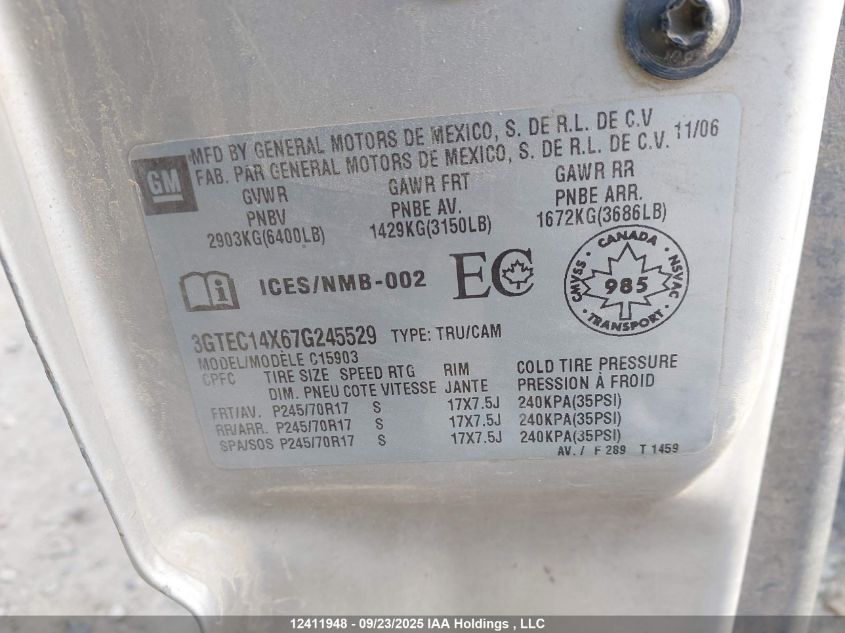 MFD BY GENERAL MOTORS DE MEXICO, S. DE R.L. DE C.V
FAB. PAR GENERAL MOTORS DE MEXICO, S. DE R.L. DE C.V. 11/06
GM
GVWR GAWR FRT GAWR RR
PNBV PNBE AV. PNBE ARR.
2903KG(6400LB) 1429KG(3150LB) 1672KG(3686LB)
ICES/NMB-002 EC
CANADA
CMVSS 985 NSVAC
TRANSPORT
3GTEC14X67G245529 TYPE: TRU/CAM
MODEL/MODÈLE C15903
CPFC TIRE SIZE SPEED RTG RIM COLD TIRE PRESSURE
DIM. PNEU COTE VITESSE JANTE PRESSION À FROID
FRT/AV. P245/70R17 S 17X7.5J 240KPA(35PSI)
RR/ARR. P245/70R17 S 17X7.5J 240KPA(35PSI)
SPA/SOS P245/70R17 S 17X7.5J 240KPA(35PSI)
AV./ F 289 T 1459
12411948 - 09/23/2025 IAA Holdings , LLC